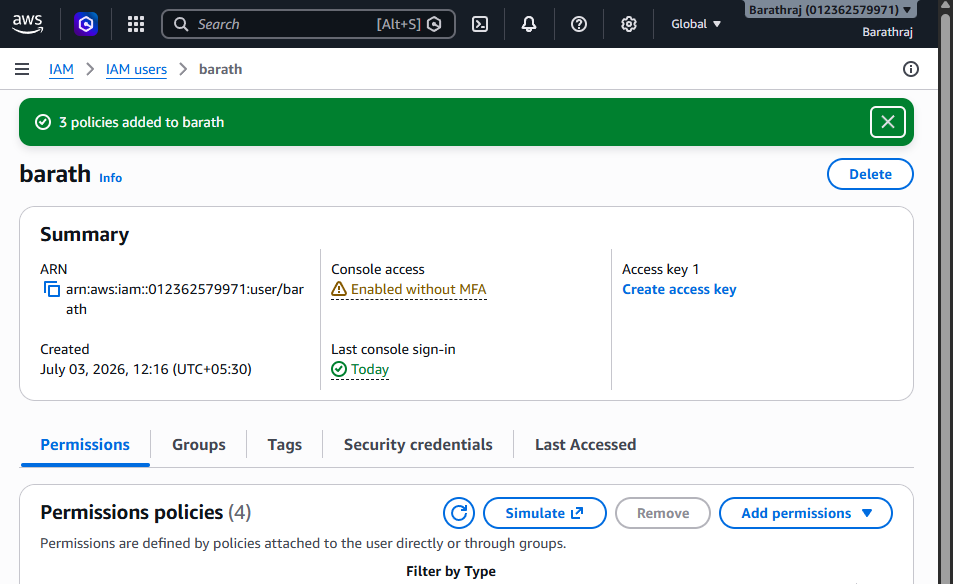 aws
Search
[Alt+S]
Global
Barathraj (012362579971)
Barathraj
IAM
IAM users
barath
3 policies added to barath
barath Info
Delete
Summary
ARN
arn:aws:iam::012362579971:user/bar
ath
Created
July 03, 2026, 12:16 (UTC+05:30)
Console access
Enabled without MFA
Last console sign-in
Today
Access key 1
Create access key
Permissions
Groups
Tags
Security credentials
Last Accessed
Permissions policies (4)
Simulate
Remove
Add permissions
Permissions are defined by policies attached to the user directly or through groups.
Filter by Type